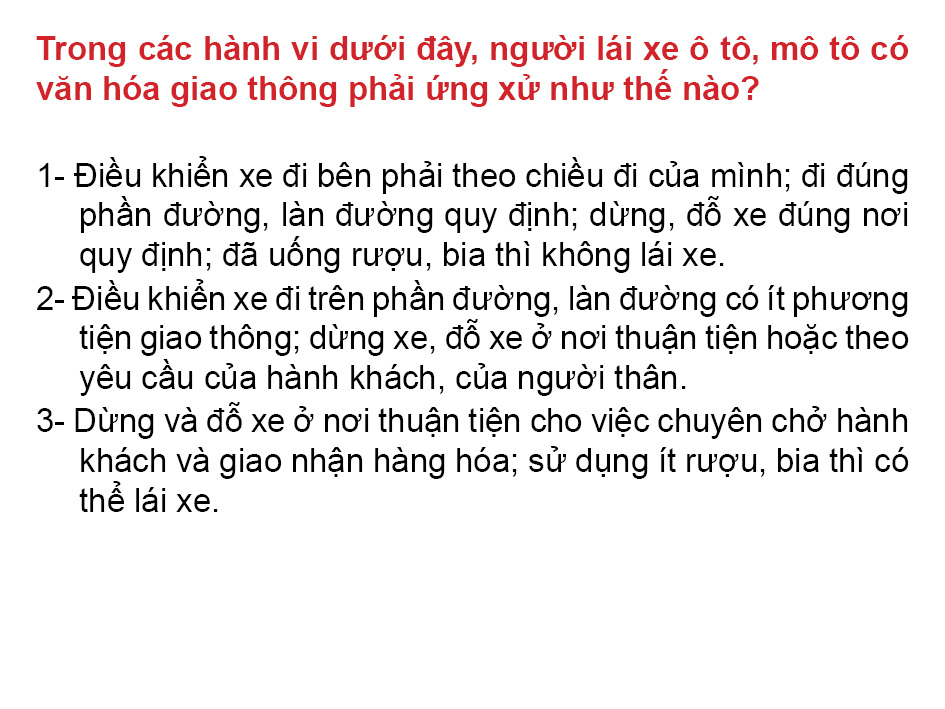 Trong các hành vi dưới đây, người lái xe ô tô, mô tô có
văn hóa giao thông phải ứng xử như thế nào?
1- Điều khiển xe đi bên phải theo chiều đi của mình; đi đúng
phần đường, làn đường quy định; dừng, đỗ xe đúng nơi
quy định; đã uống rượu, bia thì không lái xe.
2- Điều khiển xe đi trên phần đường, làn đường có ít phương
tiện giao thông; dừng xe, đỗ xe ở nơi thuận tiện hoặc theo
yêu cầu của hành khách, của người thân.
3- Dừng và đỗ xe ở nơi thuận tiện cho việc chuyên chở hành
khách và giao nhận hàng hóa; sử dụng ít rượu, bia thì có
thể lái xe.